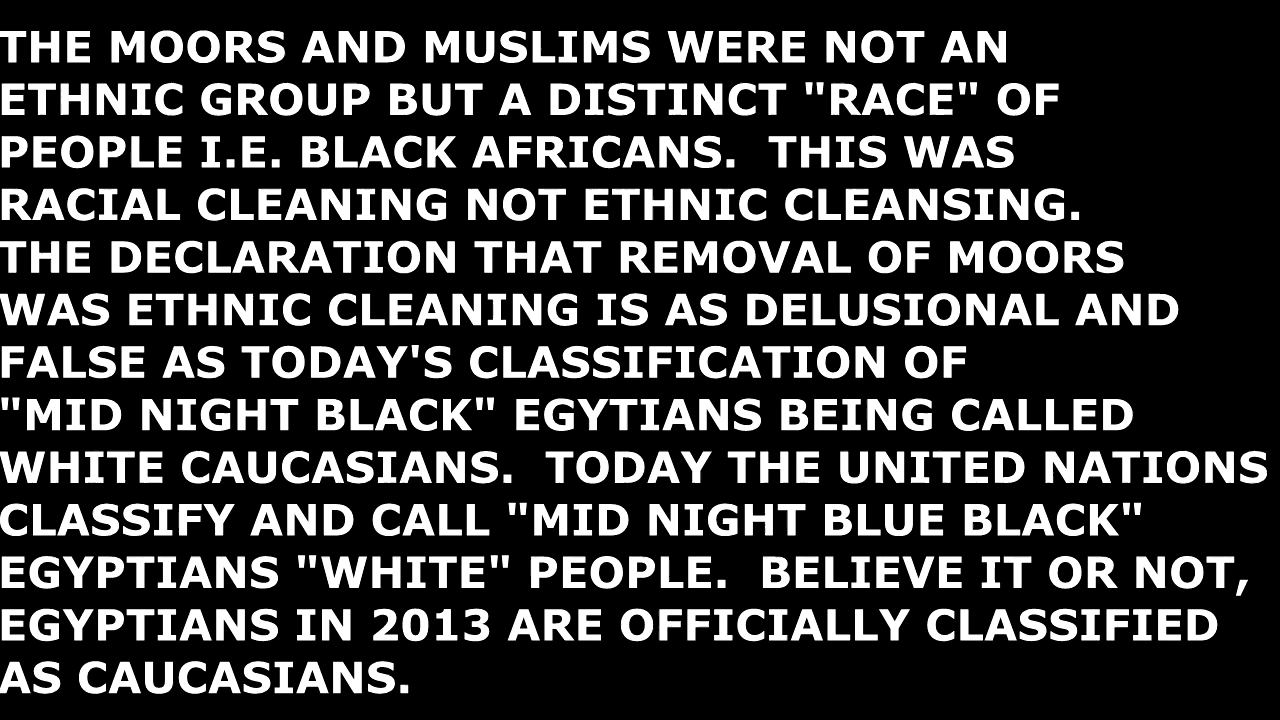 THE MOORS AND MUSLIMS WERE NOT AN
ETHNIC GROUP BUT A DISTINCT "RACE" OF
PEOPLE I.E. BLACK AFRICANS.  THIS WAS
RACIAL CLEANING NOT ETHNIC CLEANSING.
THE DECLARATION THAT REMOVAL OF MOORS
WAS ETHNIC CLEANING IS AS DELUSIONAL AND
FALSE AS TODAY'S CLASSIFICATION OF
"MID NIGHT BLACK" EGYTIANS BEING CALLED
WHITE CAUCASIANS.  TODAY THE UNITED NATIONS
CLASSIFY AND CALL "MID NIGHT BLUE BLACK"
EGYPTIANS "WHITE" PEOPLE.  BELIEVE IT OR NOT,
EGYPTIANS IN 2013 ARE OFFICIALLY CLASSIFIED
AS CAUCASIANS.